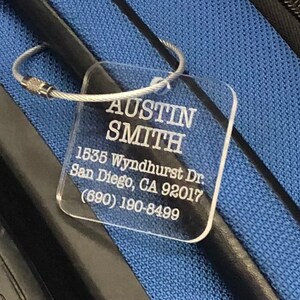 AUSTIN
SMITH
1535 Wyndhurst Dr.
San Diego, CA 92017
(690) 190-8499